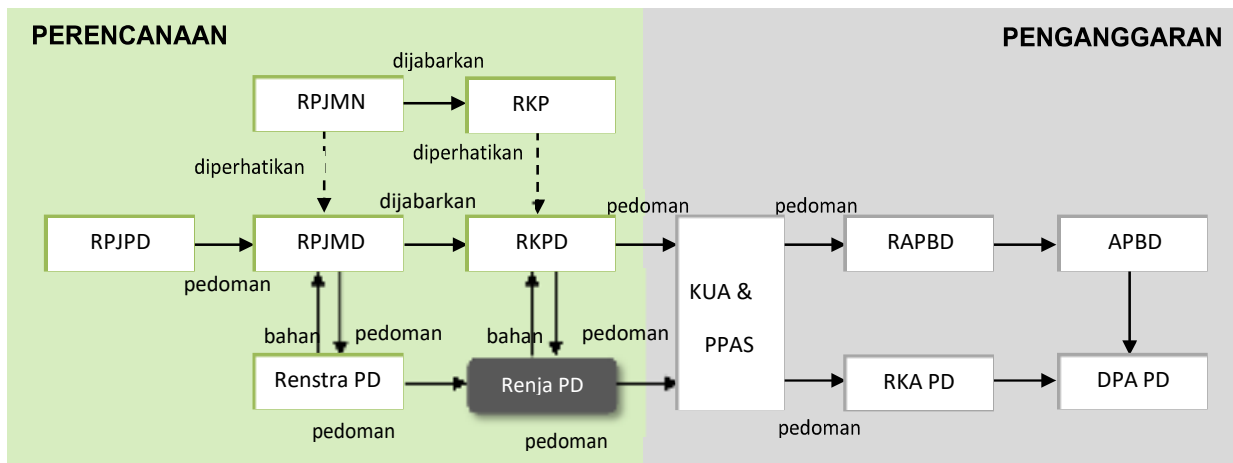 PERENCANAAN
PENGANGGARAN
dijabarkan
RPJMN
RKP
diperhatikan
diperhatikan
dijabarkan
pedoman
pedoman
RPJPD
RPJMD
RKPD
RAPBD
APBD
pedoman
KUA &
PPAS
bahan
pedoman
bahan
pedoman
Renstra PD
Renja PD
RKA PD
DPA PD
pedoman
pedoman
pedoman